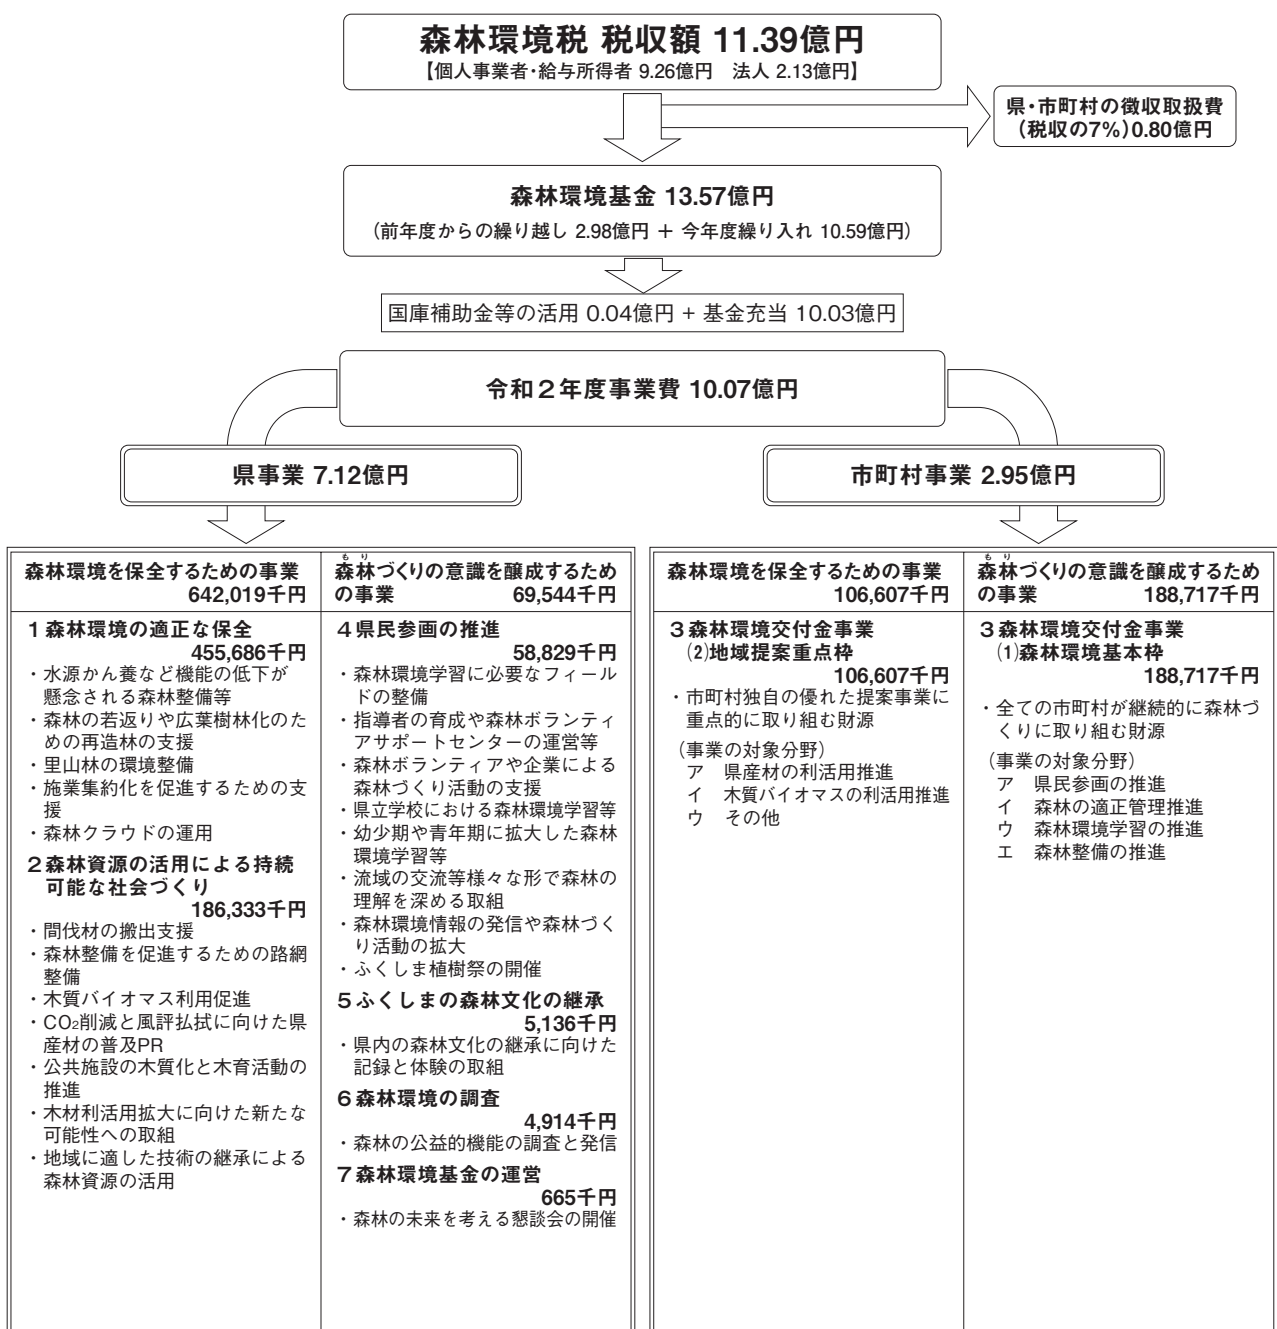 森林環境税 税収額 11.39億円
【個人事業者・給与所得者 9.26億円　法人 2.13億円】
県・市町村の徴収取扱費
(税収の7%)0.80億円
森林環境基金 13.57億円
(前年度からの繰り越し 2.98億円 ＋ 今年度繰り入れ 10.59億円)
国庫補助金等の活用 0.04億円 + 基金充当 10.03億円
令和２年度事業費 10.07億円
県事業 7.12億円
市町村事業 2.95億円
森林環境を保全するための事業
642,019千円
１森林環境の適正な保全
455,686千円
・水源かん養など機能の低下が
懸念される森林整備等
・森林の若返りや広葉樹林化のた
めの再造林の支援
・里山林の環境整備
・施業集約化を促進するための支
援
・森林クラウドの運用
２森林資源の活用による持続
可能な社会づくり
186,333千円
・間伐材の搬出支援
・森林整備を促進するための路網
整備
・木質バイオマス利用促進
・CO₂削減と風評払拭に向けた県
産材の普及PR
・公共施設の木質化と木育活動の
推進
・木材利活用拡大に向けた新たな
可能性への取組
・地域に適した技術の継承による
森林資源の活用
もり
森林づくりの意識を醸成するため
の事業 69,544千円
４県民参画の推進
58,829千円
・森林環境学習に必要なフィール
ドの整備
・指導者の育成や森林ボランティ
アサポートセンターの運営等
・森林ボランティアや企業による
森林づくり活動の支援
・県立学校における森林環境学習等
・幼少期や青年期に拡大した森林
環境学習等
・流域の交流等様々な形で森林の
理解を深める取組
・森林環境情報の発信や森林づく
り活動の拡大
・ふくしま植樹祭の開催
５ふくしまの森林文化の継承
5,136千円
・県内の森林文化の継承に向けた
記録と体験の取組
６森林環境の調査
4,914千円
・森林の公益的機能の調査と発信
７森林環境基金の運営
665千円
・森林の未来を考える懇談会の開催
森林環境を保全するための事業
106,607千円
３森林環境交付金事業
(2)地域提案重点枠
106,607千円
・市町村独自の優れた提案事業に
重点的に取り組む財源
（事業の対象分野）
ア　県産材の利活用推進
イ　木質バイオマスの利活用推進
ウ　その他
もり
森林づくりの意識を醸成するため
の事業 188,717千円
３森林環境交付金事業
(1)森林環境基本枠
188,717千円
・全ての市町村が継続的に森林づ
くりに取り組む財源
（事業の対象分野）
ア　県民参画の推進
イ　森林の適正管理推進
ウ　森林環境学習の推進
エ　森林整備の推進